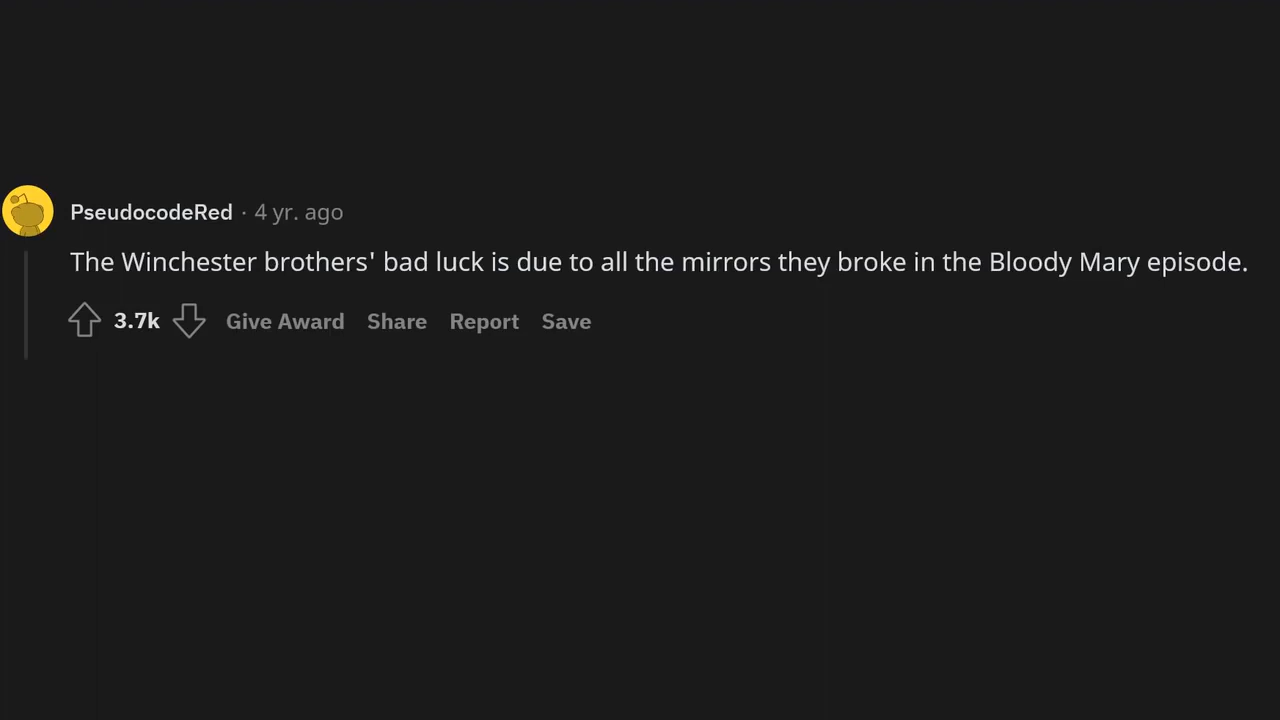 PseudocodeRed · 4 yr. ago
The Winchester brothers' bad luck is due to all the mirrors they broke in the Bloody Mary episode.
3.7k Give Award Share Report Save